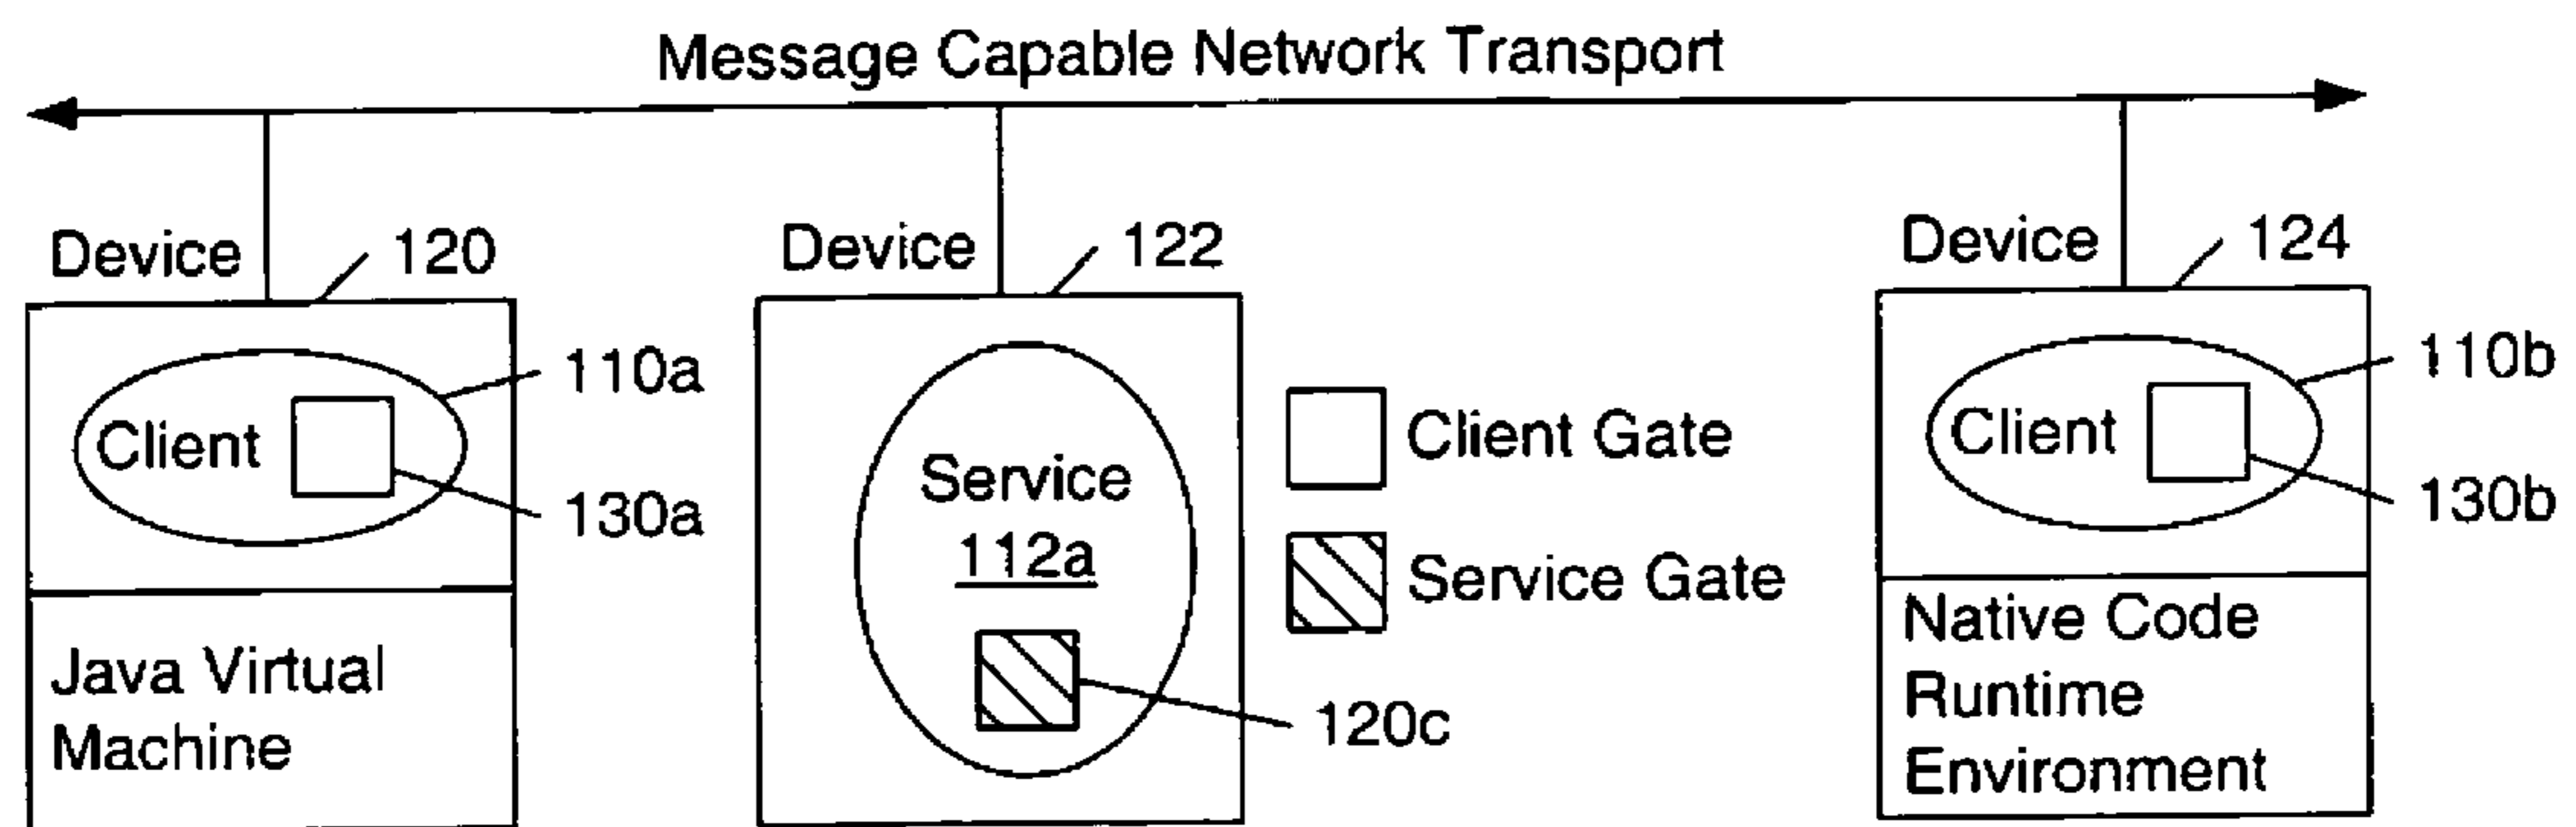 Message Capable Network Transport
Device
120
Device
122
Device
124
Client
110a
130a
Java Virtual
Machine
Service
112a
120c
Client Gate
Service Gate
Client
110b
130b
Native Code
Runtime
Environment